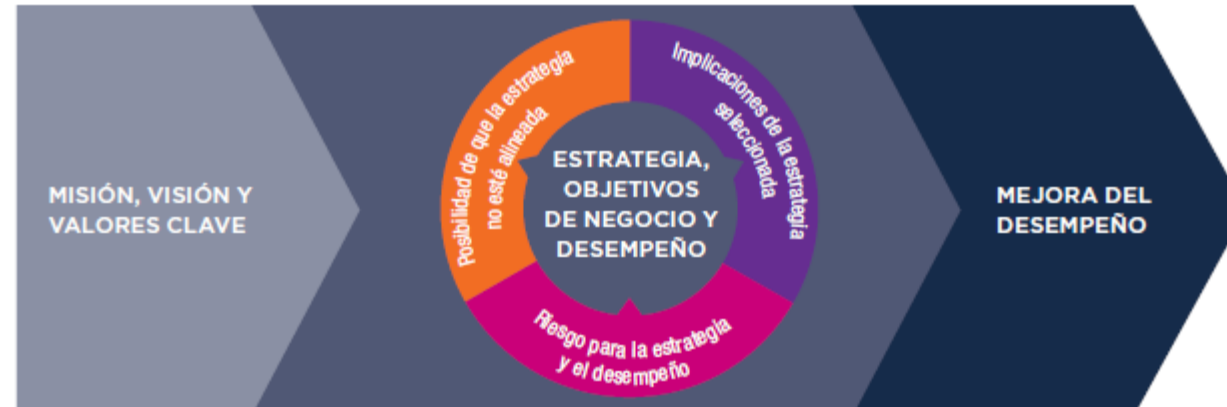 MISIÓN, VISIÓN Y
VALORES CLAVE
Posibilidad de que la estrategia
no esté alineada
Implicaciones de la estrategia
seleccionada
ESTRATEGIA,
OBJETIVOS
DE NEGOCIO Y
DESEMPEÑO
Riesgo para la estrategia
y el desempeño
MEJORA DEL
DESEMPEÑO